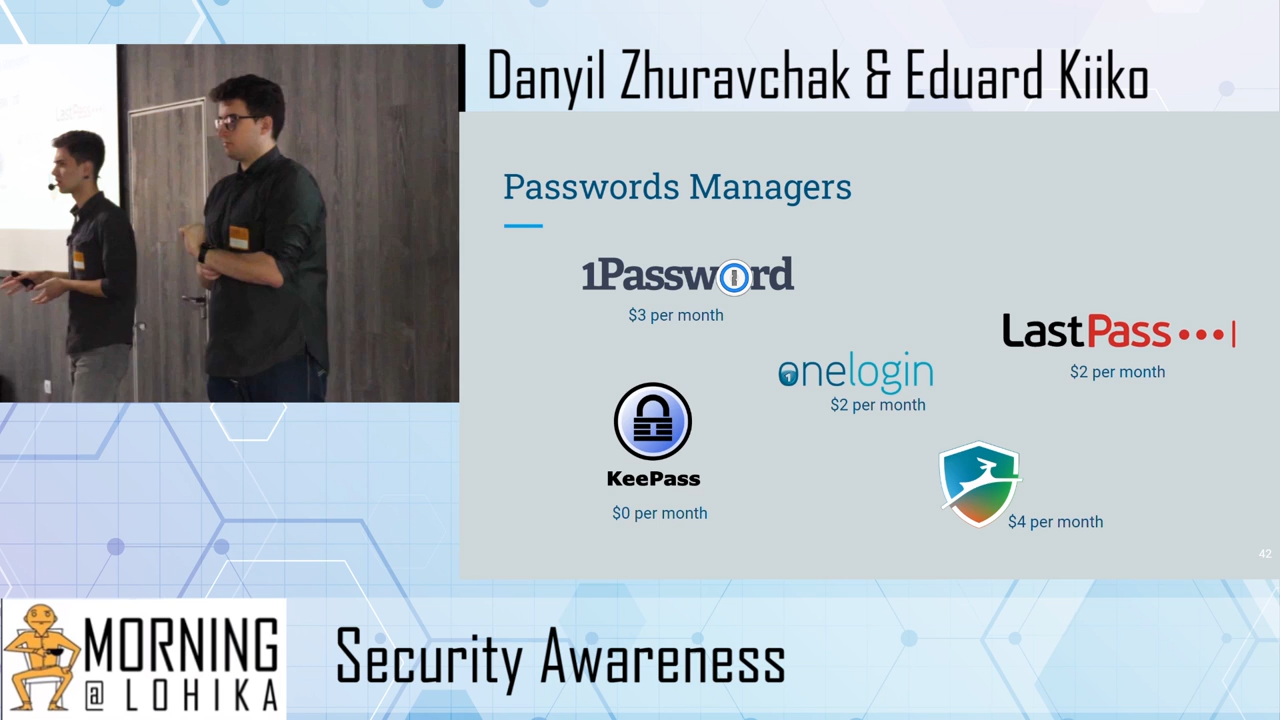 Danyil Zhuravchak & Eduard Kiiko
Passwords Managers
1Password
$3 per month
LastPass
$2 per month
onelogin
$2 per month
KeePass
$0 per month
$4 per month
42
MORNING
@ LOHIKA
Security Awareness